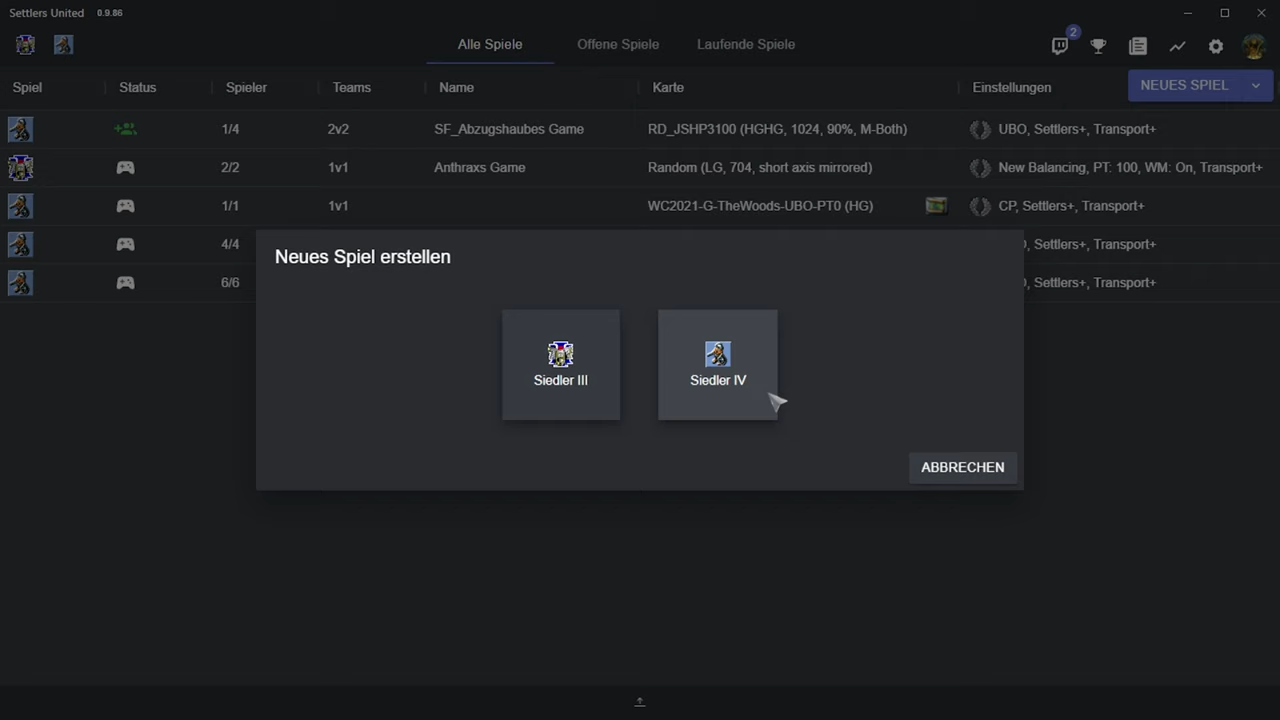 Settlers United 0.9.86
2
Alle Spiele Offene Spiele Laufende Spiele
Spiel Status Spieler Teams Name Karte Einstellungen NEUES SPIEL
1/4 2v2 SF_Abzugshaubes Game RD_JSHP3100 (HGHG, 1024, 90%, M-Both) UBO, Settlers+, Transport+
2/2 1v1 Anthraxs Game Random (LG, 704, short axis mirrored) New Balancing, PT: 100, WM: On, Transport+
1/1 1v1 WC2021-G-TheWoods-UBO-PT0 (HG) CP, Settlers+, Transport+
4/4 Settlers+, Transport+
6/6 Settlers+, Transport+
Neues Spiel erstellen
Siedler III Siedler IV
ABBRECHEN